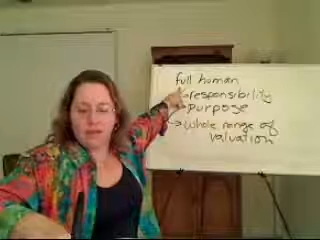 full human
responsibility
purpose
whole range of
valuation